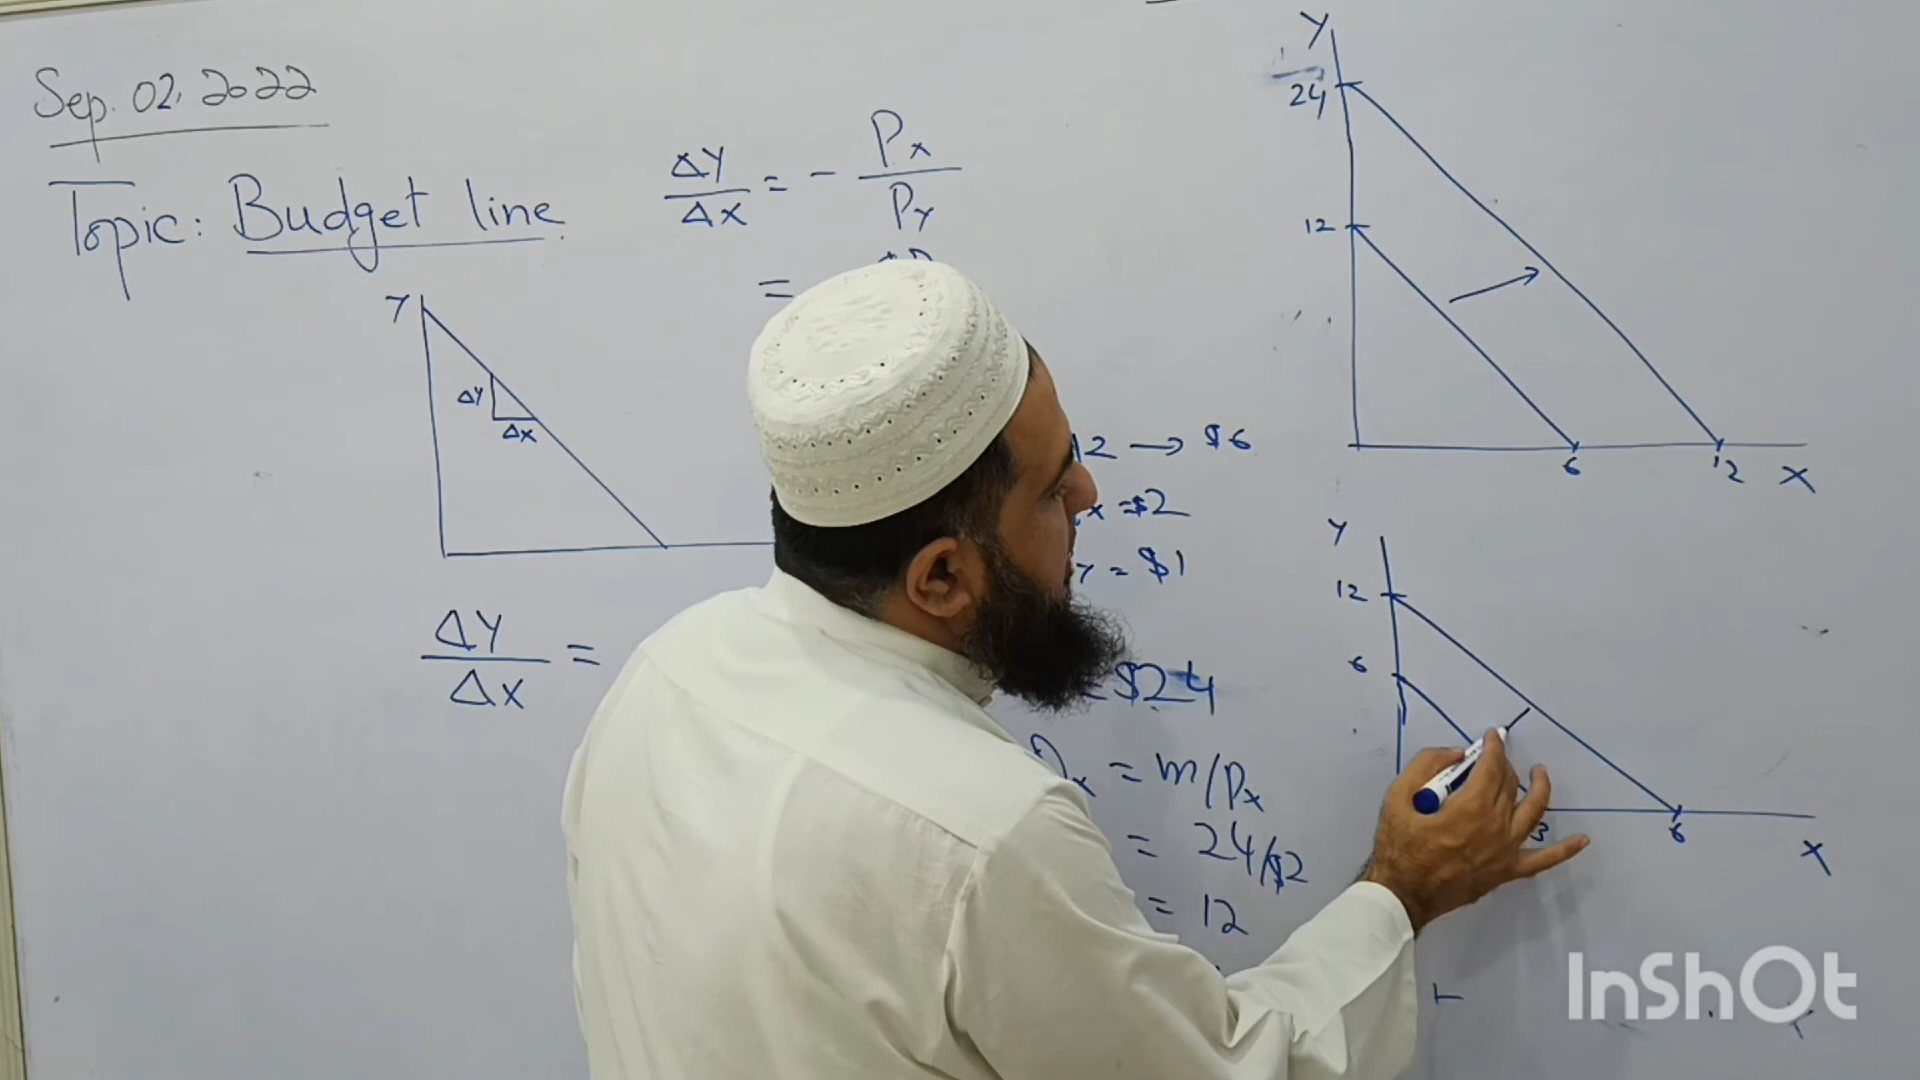 Sep. 02, 2022
Topic: Budget line
ΔY/ΔX = - Px/Py
=
Y
ΔY
ΔX
ΔY/ΔX =
12 → $6
x = $2
Y = $1
= $24
x = m/Px
= 24/$2
= 12
Y
24
12
6
12
X
Y
12
6
3
6
X
InShOt